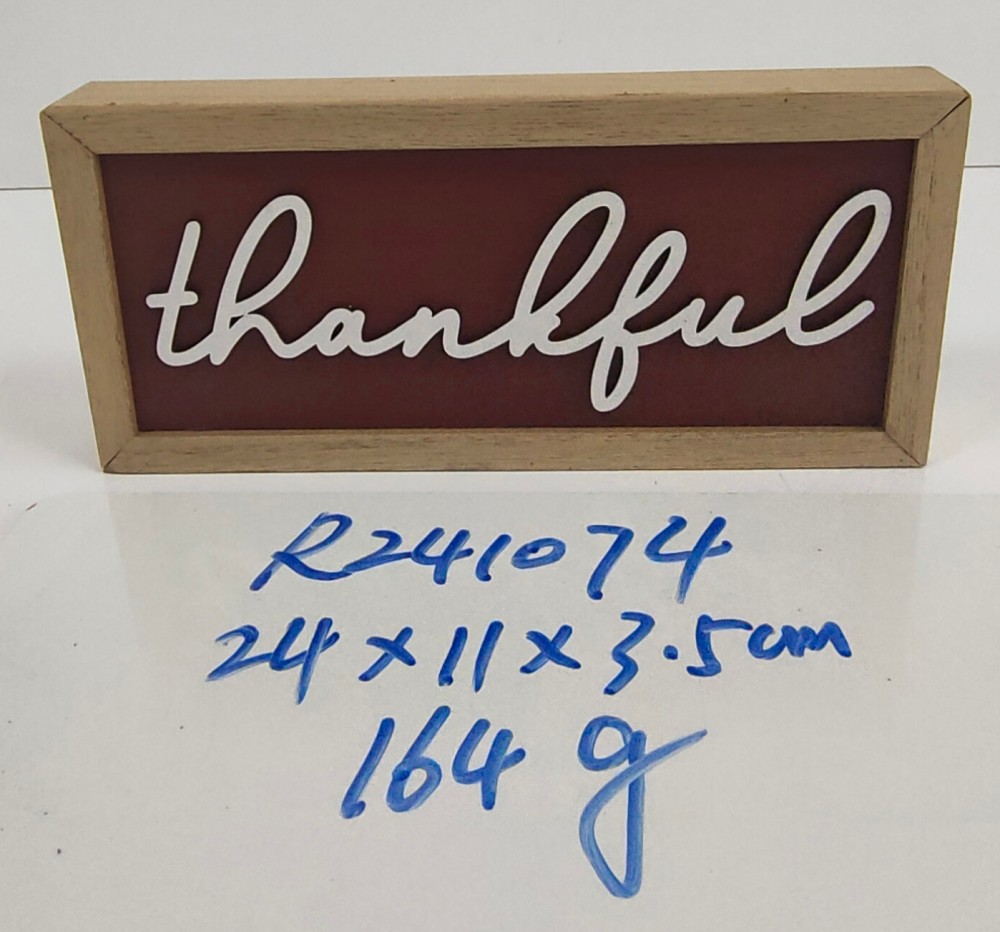 thankful
R241074
24 x 11 x 3.5cm
164 g